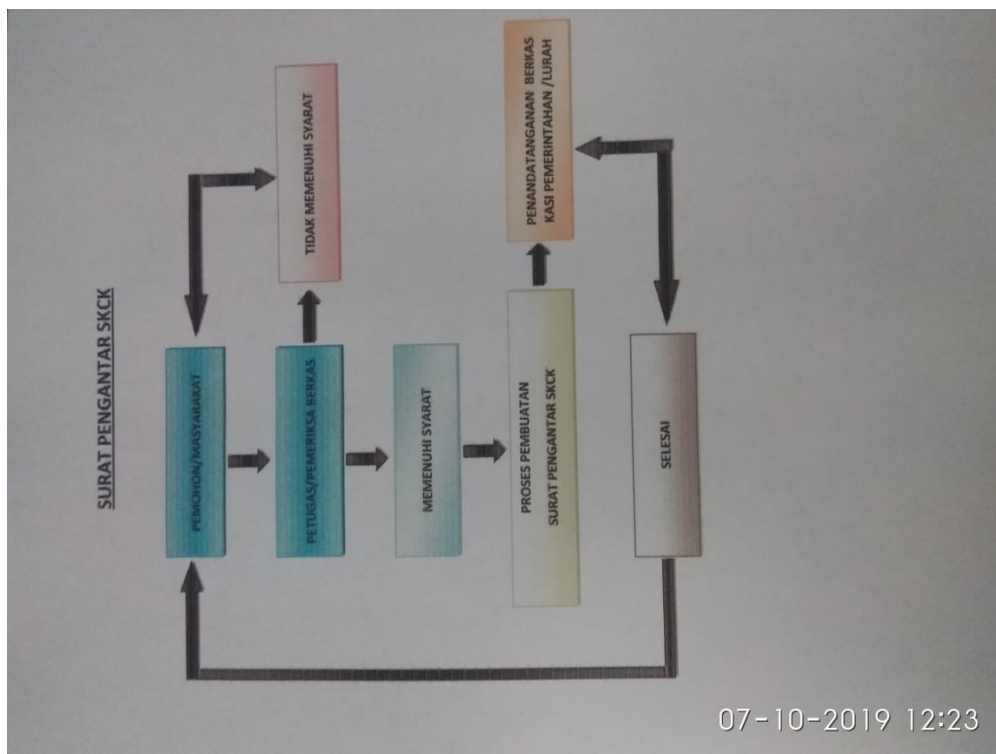 SURAT PENGANTAR SKCK
PEMOHON/MASYARAKAT
PETUGAS/PEMERIKSA BERKAS
TIDAK MEMENUHI SYARAT
MEMENUHI SYARAT
PROSES PEMBUATAN
SURAT PENGANTAR SKCK
PENANDATANGANAN BERKAS
KASI PEMERINTAHAN /LURAH
SELESAI
07-10-2019 12:23